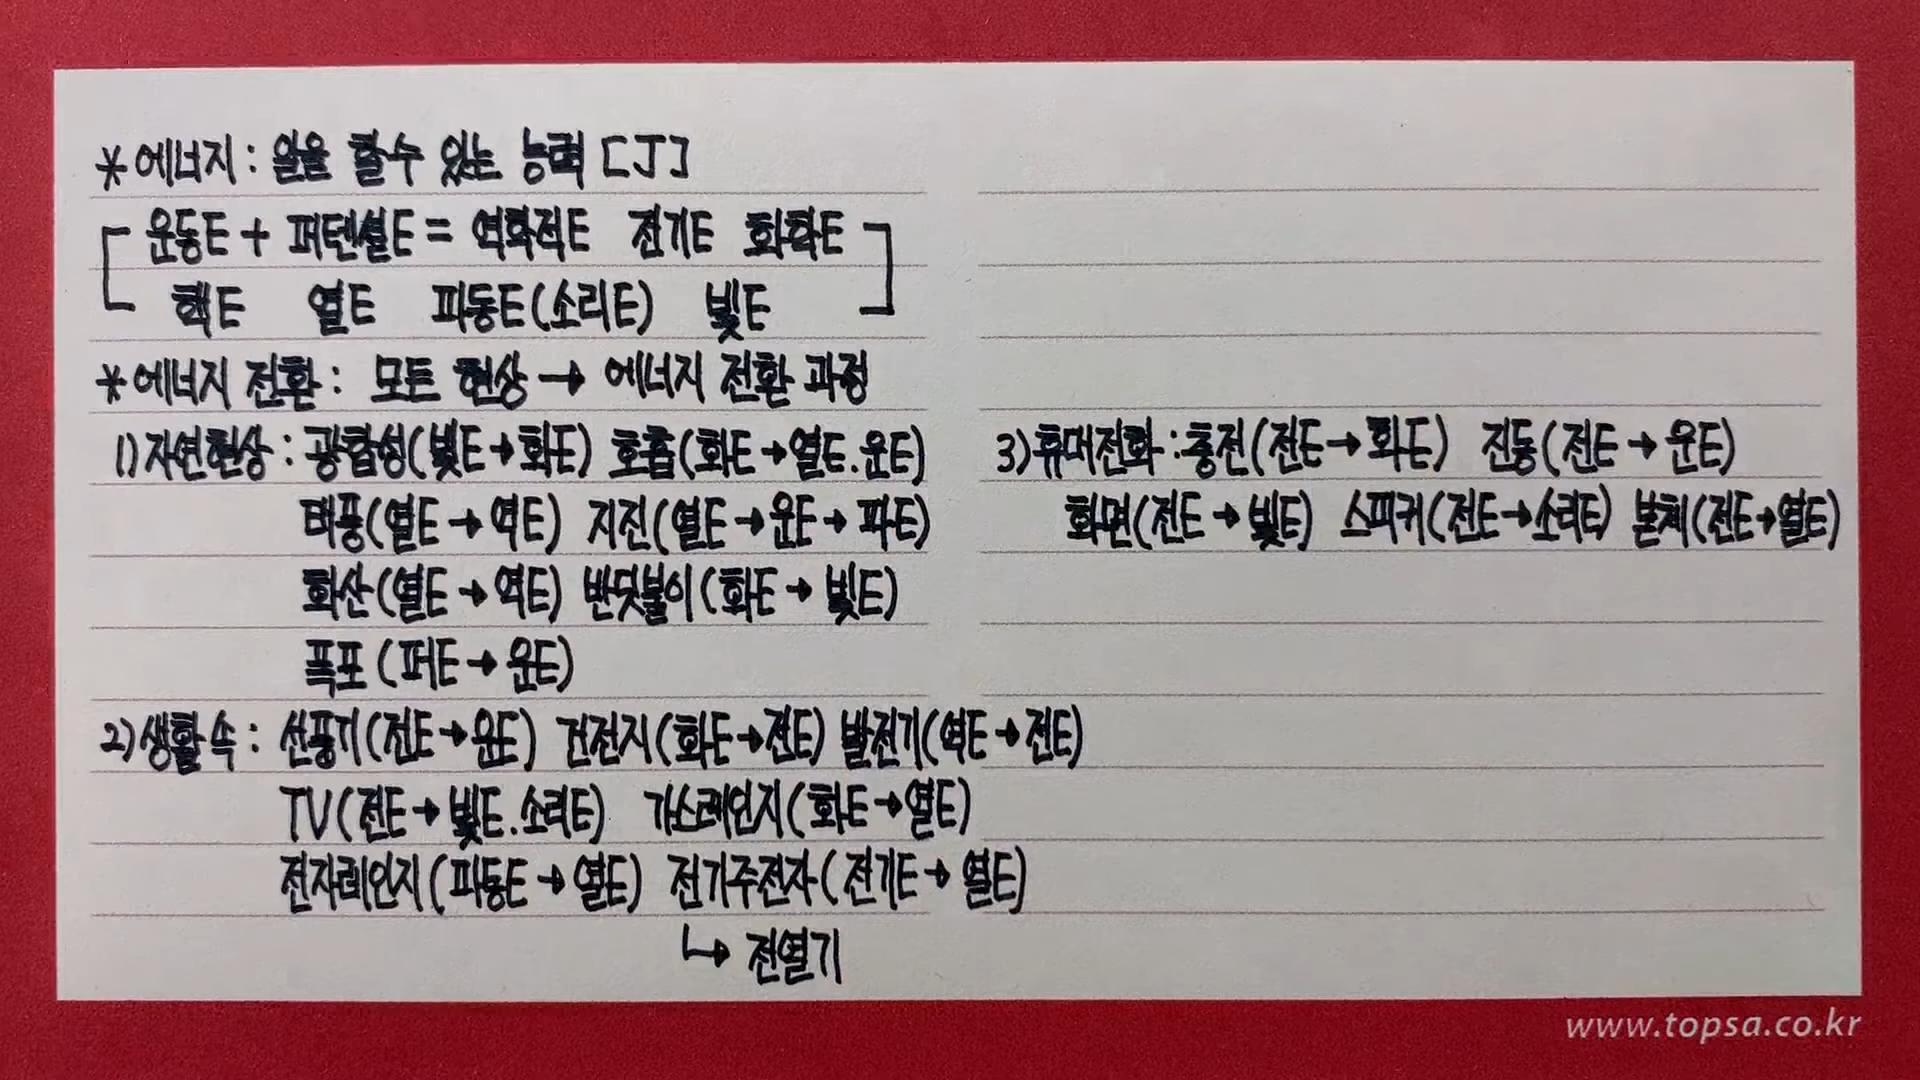 * 에너지 : 일을 할 수 있는 능력 [J]
운동E + 퍼텐셜E = 역학적E 전기E 화학E
핵E 열E 파동E(소리E) 빛E
* 에너지 전환 : 모든 현상 → 에너지 전환 과정
1) 자연현상 : 광합성(빛E → 화E) 호흡(화E → 열E.운E)
태풍(열E → 역E) 지진(열E → 운E → 파E)
화산(열E → 역E) 반딧불이(화E → 빛E)
폭포(퍼E → 운E)
2) 생활 속 : 선풍기(전E → 운E) 건전지(화E → 전E) 발전기(역E → 전E)
TV(전E → 빛E.소리E) 가스레인지(화E → 열E)
전자레인지(파동E → 열E) 전기주전자(전기E → 열E)
↳ 전열기
3) 휴대전화 : 충전(전E → 화E) 진동(전E → 운E)
화면(전E → 빛E) 스피커(전E → 소리E) 본체(전E → 열E)
www.topsa.co.kr